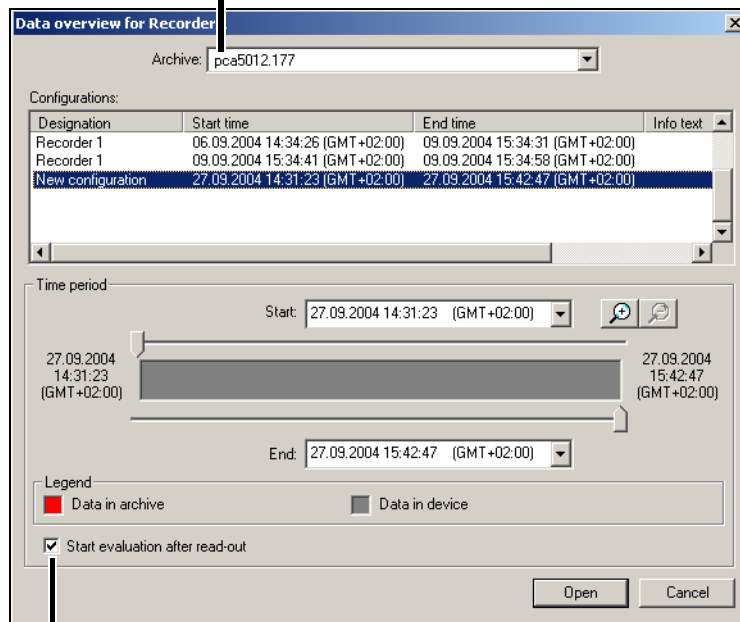 Data overview for Recorder
Archive: pca5012.177
Configurations:
Designation Start time End time Info text
Recorder 1 06.09.2004 14:34:26 (GMT+02:00) 09.09.2004 15:34:31 (GMT+02:00)
Recorder 1 09.09.2004 15:34:41 (GMT+02:00) 09.09.2004 15:34:58 (GMT+02:00)
New configuration 27.09.2004 14:31:23 (GMT+02:00) 27.09.2004 15:42:47 (GMT+02:00)
Time period
Start: 27.09.2004 14:31:23 (GMT+02:00)
27.09.2004
14:31:23
(GMT+02:00)
27.09.2004
15:42:47
(GMT+02:00)
End: 27.09.2004 15:42:47 (GMT+02:00)
Legend
Data in archive Data in device
Start evaluation after read-out
Open Cancel